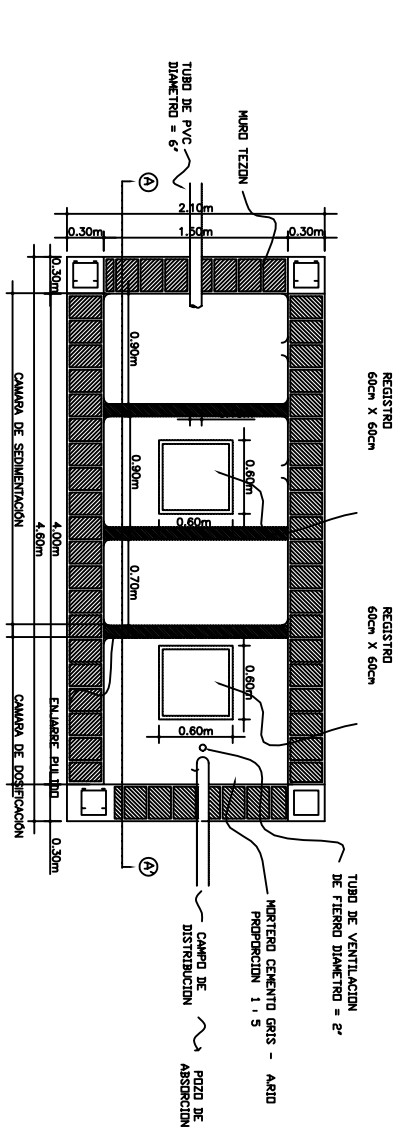 REGISTRO
60cm X 60cm
REGISTRO
60cm X 60cm
TUBO DE VENTILACION
DE FIERRO DIAMETRO = 2"
MORTERO CEMENTO GRIS - ARIO
PROPORCION 1 : 5
MURO TEZON
TUBO DE PVC
DIAMETRO = 6"
A
A'
2.10m
0.30m
1.50m
0.30m
0.30m
0.90m
0.90m
0.70m
0.60m
0.60m
0.60m
0.60m
4.00m
4.60m
0.30m
ENJARRE PULIDO
CAMARA DE SEDIMENTACIÓN
CAMARA DE DOSIFICACIÓN
CAMPO DE
DISTRIBUCION
POZO DE
ABSORCION